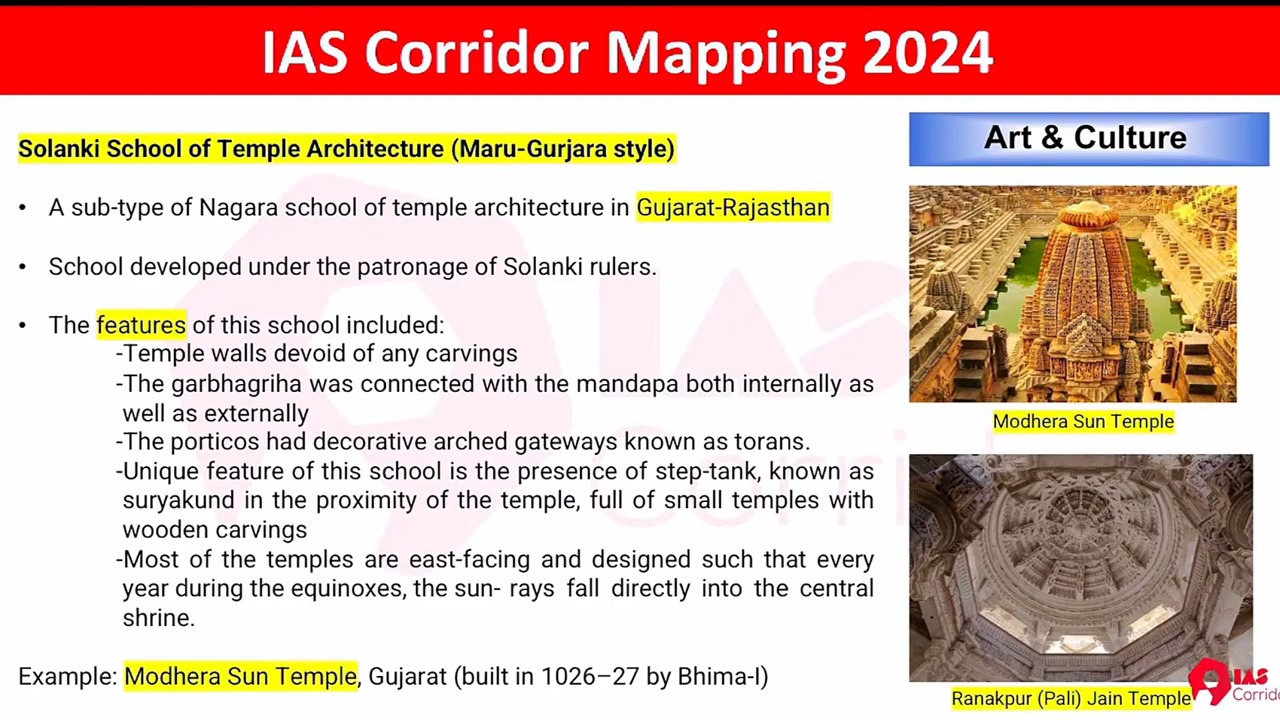 IAS Corridor Mapping 2024
Solanki School of Temple Architecture (Maru-Gurjara style)
• A sub-type of Nagara school of temple architecture in Gujarat-Rajasthan
• School developed under the patronage of Solanki rulers.
• The features of this school included:
-Temple walls devoid of any carvings
-The garbhagriha was connected with the mandapa both internally as
well as externally
-The porticos had decorative arched gateways known as torans.
-Unique feature of this school is the presence of step-tank, known as
suryakund in the proximity of the temple, full of small temples with
wooden carvings
-Most of the temples are east-facing and designed such that every
year during the equinoxes, the sun- rays fall directly into the central
shrine.
Example: Modhera Sun Temple, Gujarat (built in 1026–27 by Bhima-I)
Art & Culture
Modhera Sun Temple
Ranakpur (Pali) Jain Temple
IAS
Corrido
IAS
Corrid